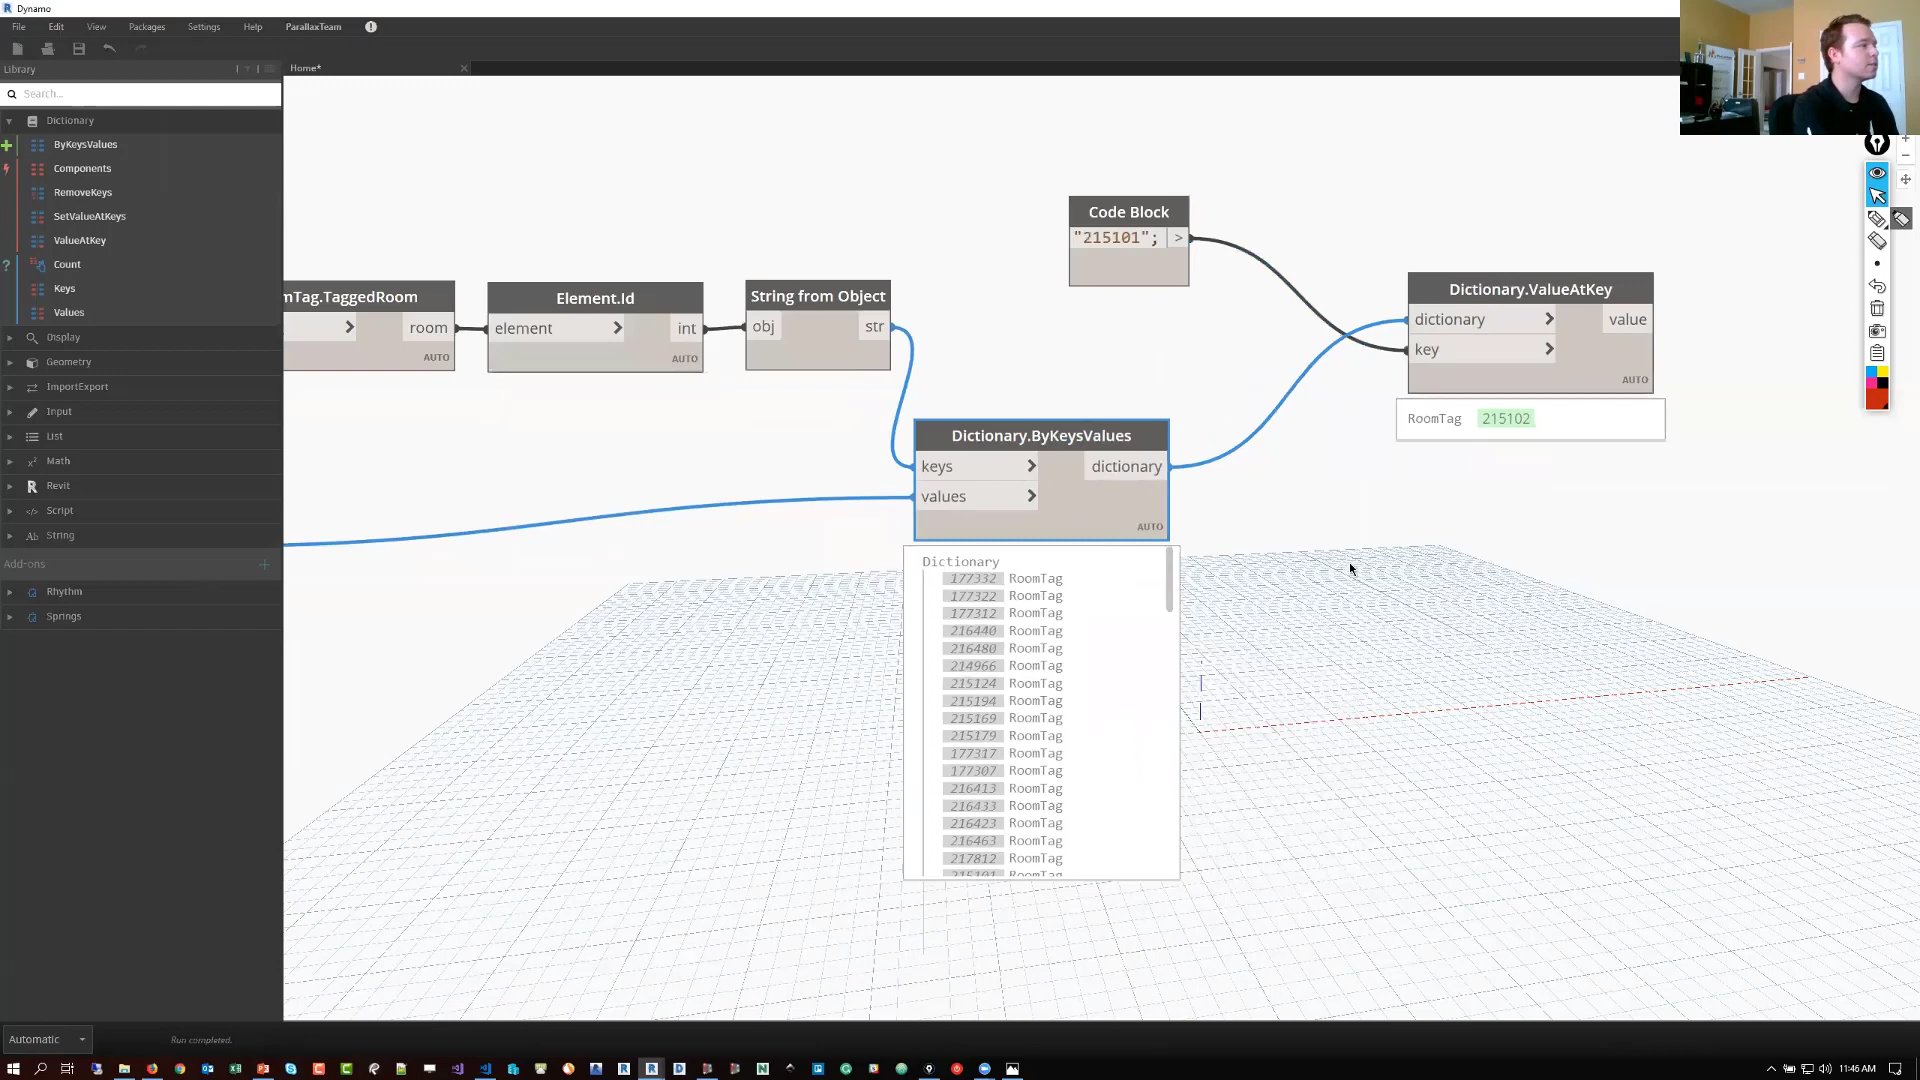 Dynamo
File Edit View Packages Settings Help ParallaxTeam
Library
Home*
Search...
Dictionary
ByKeysValues
Components
RemoveKeys
SetValueAtKeys
ValueAtKey
Count
Keys
Values
Display
Geometry
ImportExport
Input
List
Math
Revit
Script
String
Add-ons
Rhythm
Springs
mTag.TaggedRoom
room
AUTO
Element.Id
element int
AUTO
String from Object
obj str
Code Block
"215101"; >
Dictionary.ValueAtKey
dictionary value
key
AUTO
RoomTag 215102
Dictionary.ByKeysValues
keys dictionary
values
AUTO
Dictionary
177332 RoomTag
177322 RoomTag
177312 RoomTag
216440 RoomTag
216480 RoomTag
214966 RoomTag
215124 RoomTag
215194 RoomTag
215169 RoomTag
215179 RoomTag
177317 RoomTag
177307 RoomTag
216413 RoomTag
216433 RoomTag
216423 RoomTag
216463 RoomTag
217812 RoomTag
215101 RoomTag
Automatic
Run completed.
11:46 AM